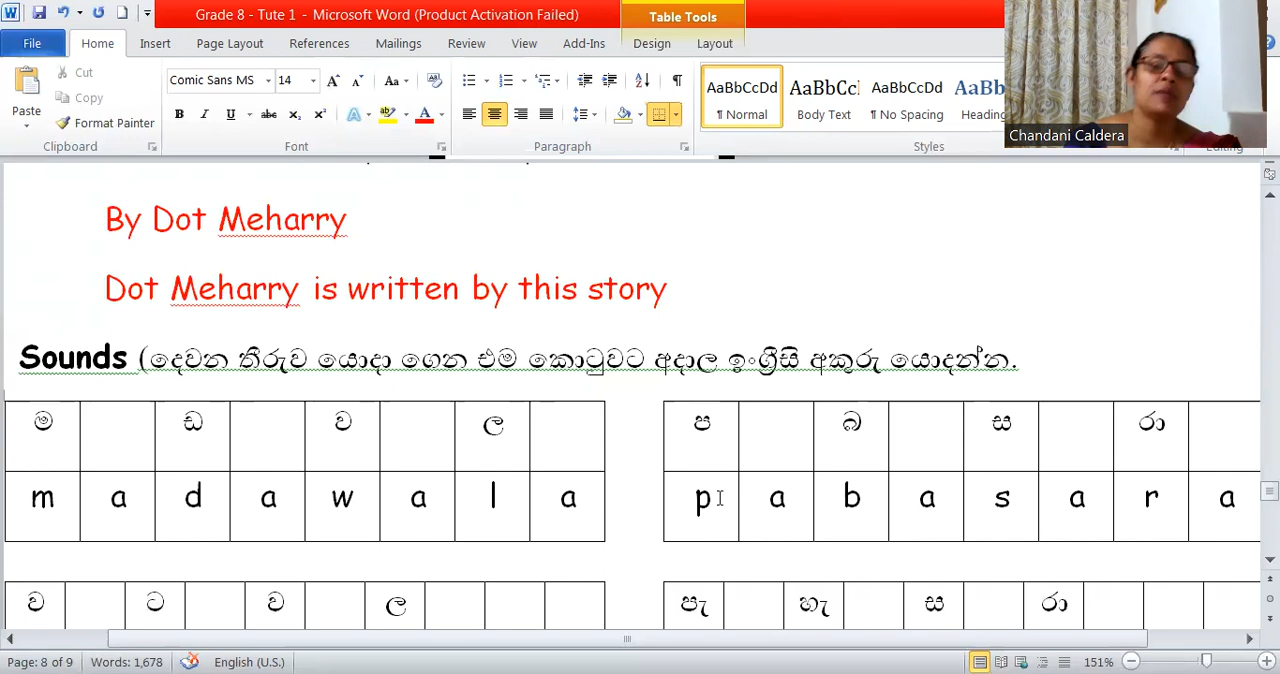 Grade 8 - Tute 1 - Microsoft Word (Product Activation Failed)
Table Tools
File Home Insert Page Layout References Mailings Review View Add-Ins Design Layout
Cut
Copy
Format Painter
Paste
Clipboard
Comic Sans MS 14
Font
Paragraph
AaBbCcDd AaBbCcI AaBbCcDd AaBbC
¶ Normal Body Text ¶ No Spacing Heading
Styles
Editing
Chandani Caldera
By Dot Meharry
Dot Meharry is written by this story
Sounds (දෙවන තීරුව යොදා ගෙන එම කොටුවට අදාල ඉංග්‍රීසි අකුරු යොදන්න.
ම ඩ ව ල ප බ ස රා
m a d a w a l a p a b a s a r a
ව ට ව ල පැ හැ ස රා
Page: 8 of 9 Words: 1,678 English (U.S.) 151%